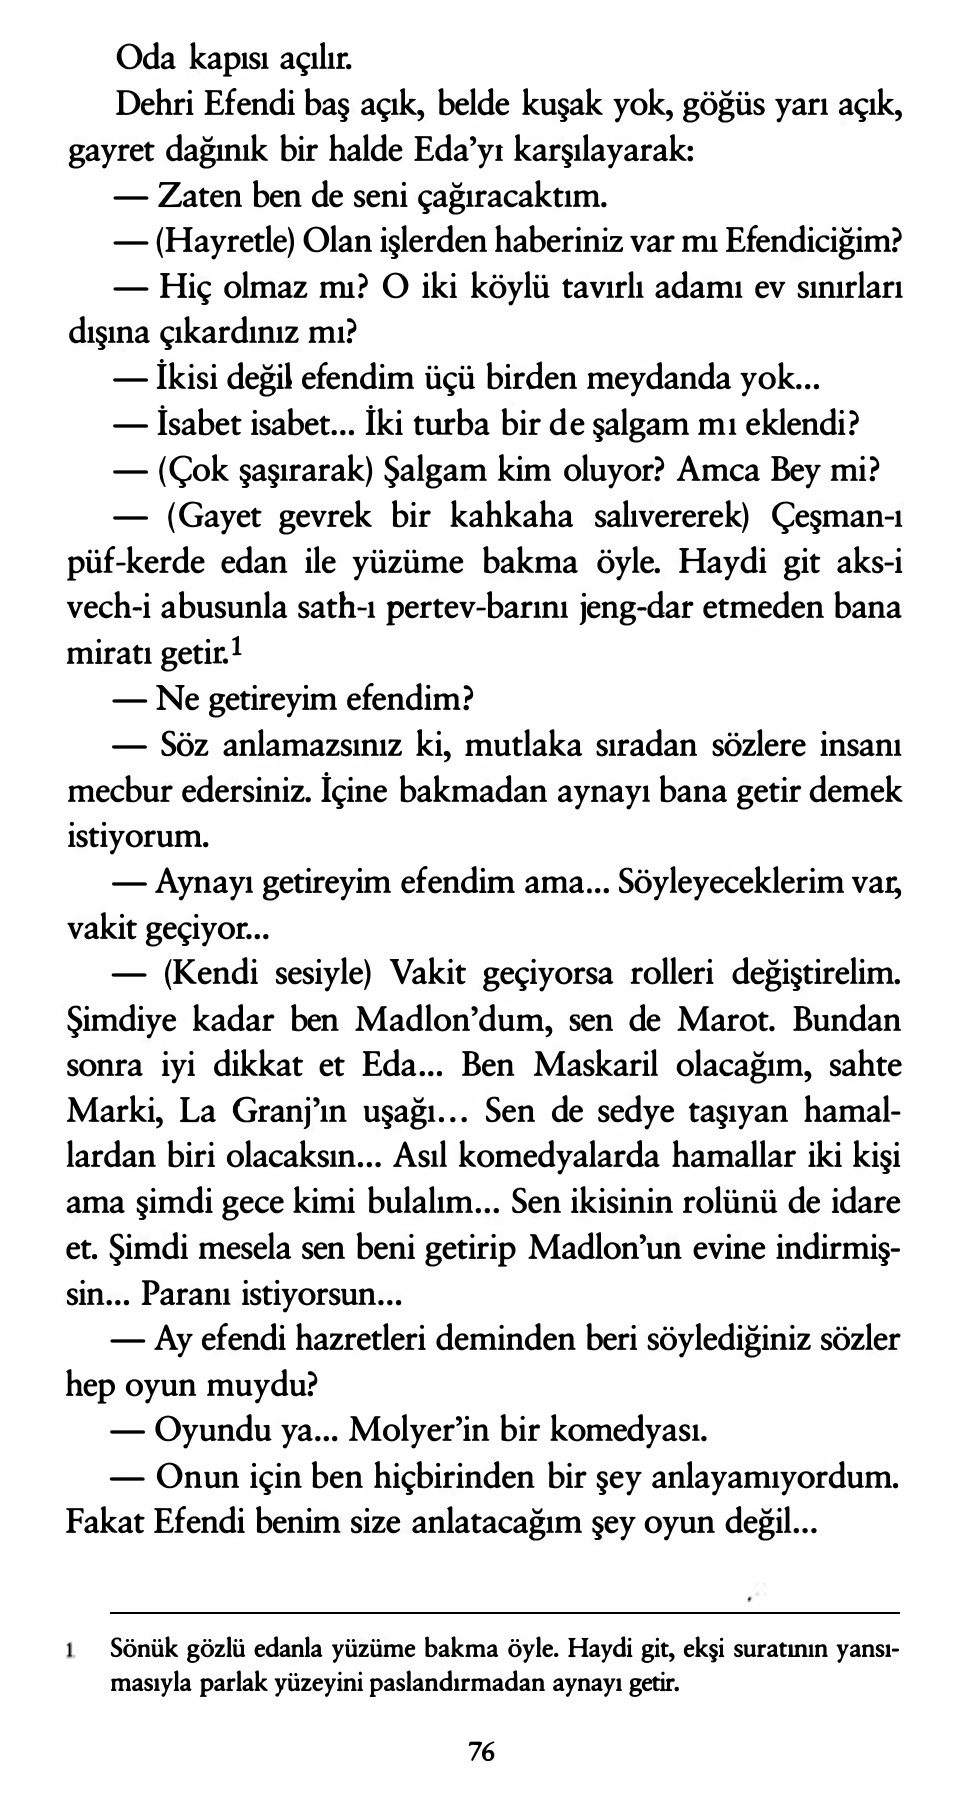 Oda kapısı açılır.
Dehri Efendi baş açık, belde kuşak yok, göğüs yarı açık,
gayret dağınık bir halde Eda’yı karşılayarak:
— Zaten ben de seni çağıracaktım.
— (Hayretle) Olan işlerden haberiniz var mı Efendiciğim?
— Hiç olmaz mı? O iki köylü tavırlı adamı ev sınırları
dışına çıkardınız mı?
— İkisi değil efendim üçü birden meydanda yok...
— İsabet isabet... İki turba bir de şalgam mı eklendi?
— (Çok şaşırarak) Şalgam kim oluyor? Amca Bey mi?
— (Gayet gevrek bir kahkaha salıvererek) Çeşman-ı
püf-kerde edan ile yüzüme bakma öyle. Haydi git aks-i
vech-i abusunla sath-ı pertev-barını jeng-dar etmeden bana
miratı getir.1
— Ne getireyim efendim?
— Söz anlamazsınız ki, mutlaka sıradan sözlere insanı
mecbur edersiniz. İçine bakmadan aynayı bana getir demek
istiyorum.
— Aynayı getireyim efendim ama... Söyleyeceklerim var,
vakit geçiyor...
— (Kendi sesiyle) Vakit geçiyorsa rolleri değiştirelim.
Şimdiye kadar ben Madlon’dum, sen de Marot. Bundan
sonra iyi dikkat et Eda... Ben Maskaril olacağım, sahte
Marki, La Granj’ın uşağı... Sen de sedye taşıyan hamal-
lardan biri olacaksın... Asıl komedyalarda hamallar iki kişi
ama şimdi gece kimi bulalım... Sen ikisinin rolünü de idare
et. Şimdi mesela sen beni getirip Madlon’un evine indirmiş-
sin... Paranı istiyorsun...
— Ay efendi hazretleri deminden beri söylediğiniz sözler
hep oyun muydu?
— Oyundu ya... Molyer’in bir komedyası.
— Onun için ben hiçbirinden bir şey anlayamıyordum.
Fakat Efendi benim size anlatacağım şey oyun değil...
1 Sönük gözlü edanla yüzüme bakma öyle. Haydi git, ekşi suratının yansı-
masıyla parlak yüzeyini paslandırmadan aynayı getir.
76